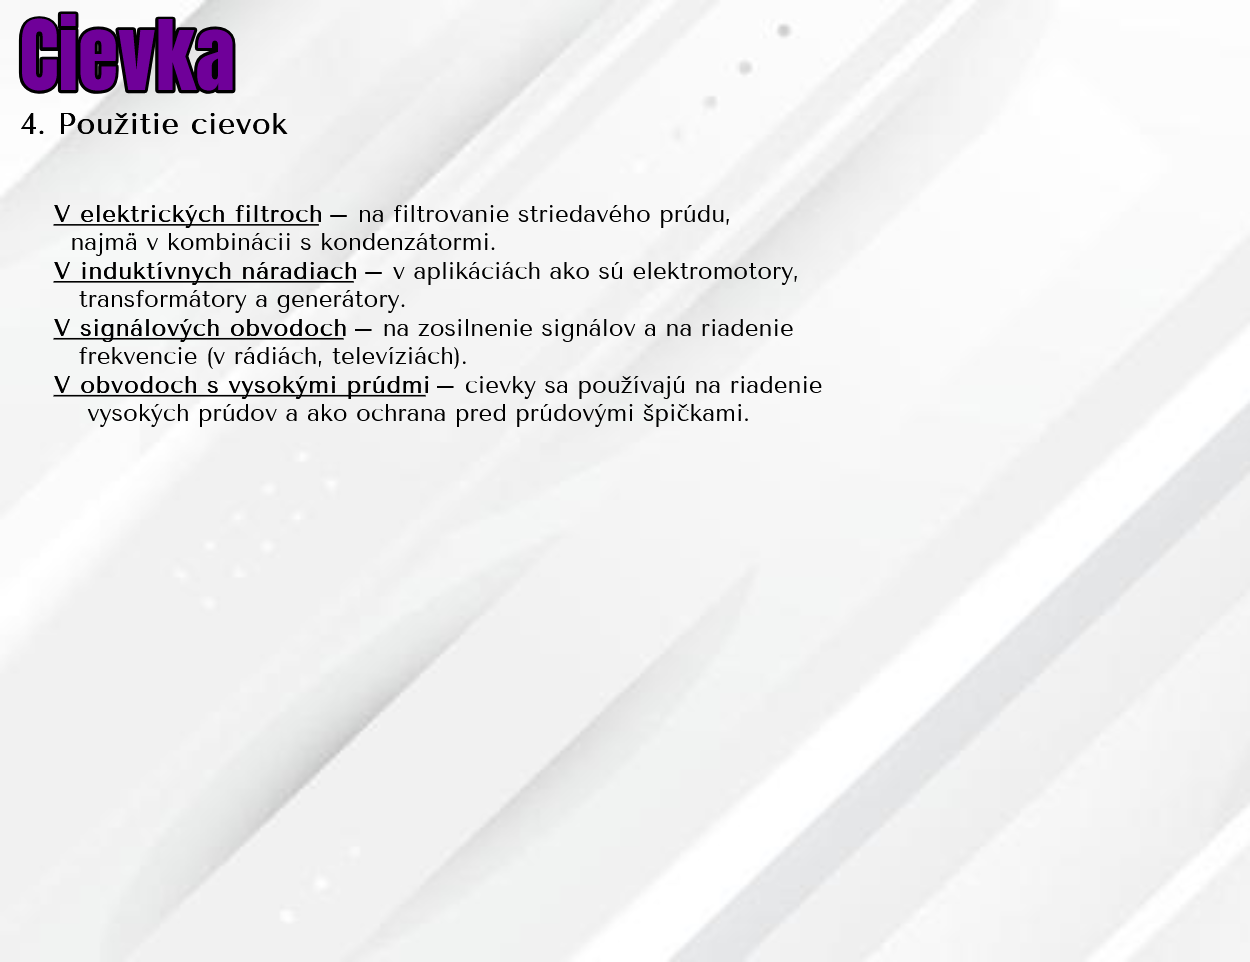 Cievka
4. Použitie cievok
V elektrických filtroch – na filtrovanie striedavého prúdu,
najmä v kombinácii s kondenzátormi.
V induktívnych náradiach – v aplikáciách ako sú elektromotory,
transformátory a generátory.
V signálových obvodoch – na zosilnenie signálov a na riadenie
frekvencie (v rádiách, televíziách).
V obvodoch s vysokými prúdmi – cievky sa používajú na riadenie
vysokých prúdov a ako ochrana pred prúdovými špičkami.